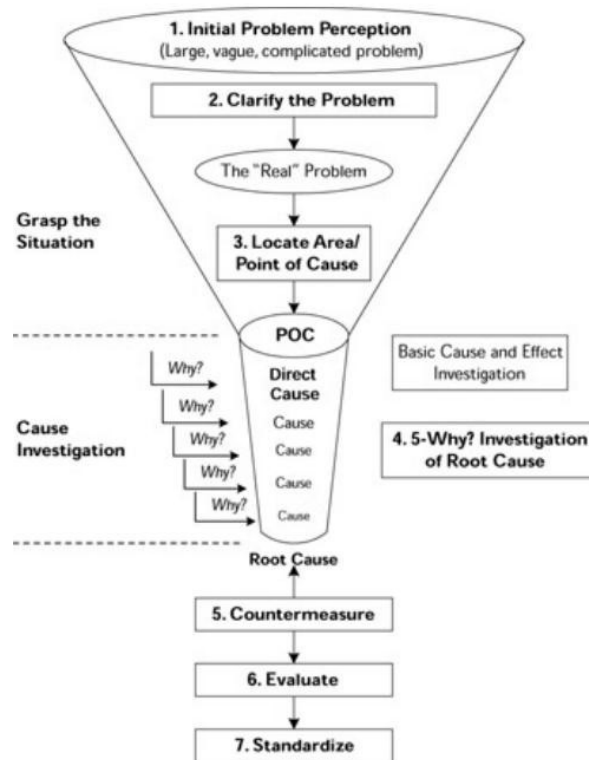 1. Initial Problem Perception
(Large, vague, complicated problem)
2. Clarify the Problem
The "Real" Problem
Grasp the
Situation
3. Locate Area/
Point of Cause
POC
Basic Cause and Effect
Investigation
Direct
Cause
Why?
Cause
Why?
Cause
Why?
Cause
Why?
Cause
Why?
Cause
Investigation
4. 5-Why? Investigation
of Root Cause
Root Cause
5. Countermeasure
6. Evaluate
7. Standardize